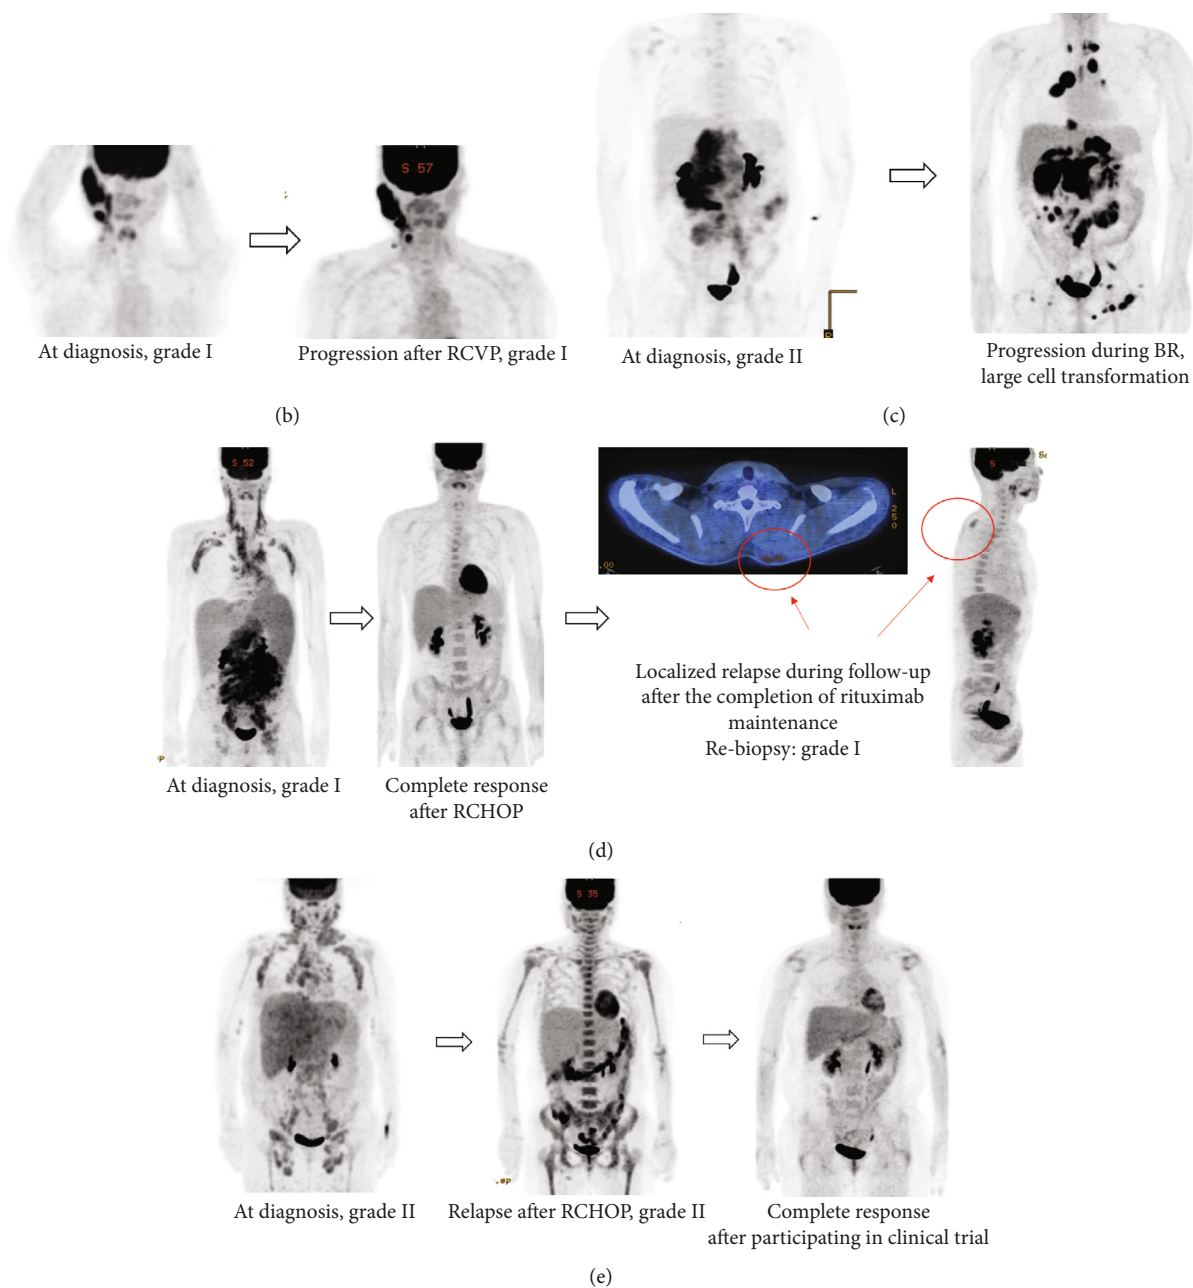 S 57
At diagnosis, grade I
Progression after RCVP, grade I
At diagnosis, grade II
Progression during BR,
large cell transformation
(b)
(c)
S 52
L
250
.00
S
At diagnosis, grade I
Complete response
after RCHOP
Localized relapse during follow-up
after the completion of rituximab
maintenance
Re-biopsy: grade I
(d)
S 35
At diagnosis, grade II
Relapse after RCHOP, grade II
Complete response
after participating in clinical trial
(e)